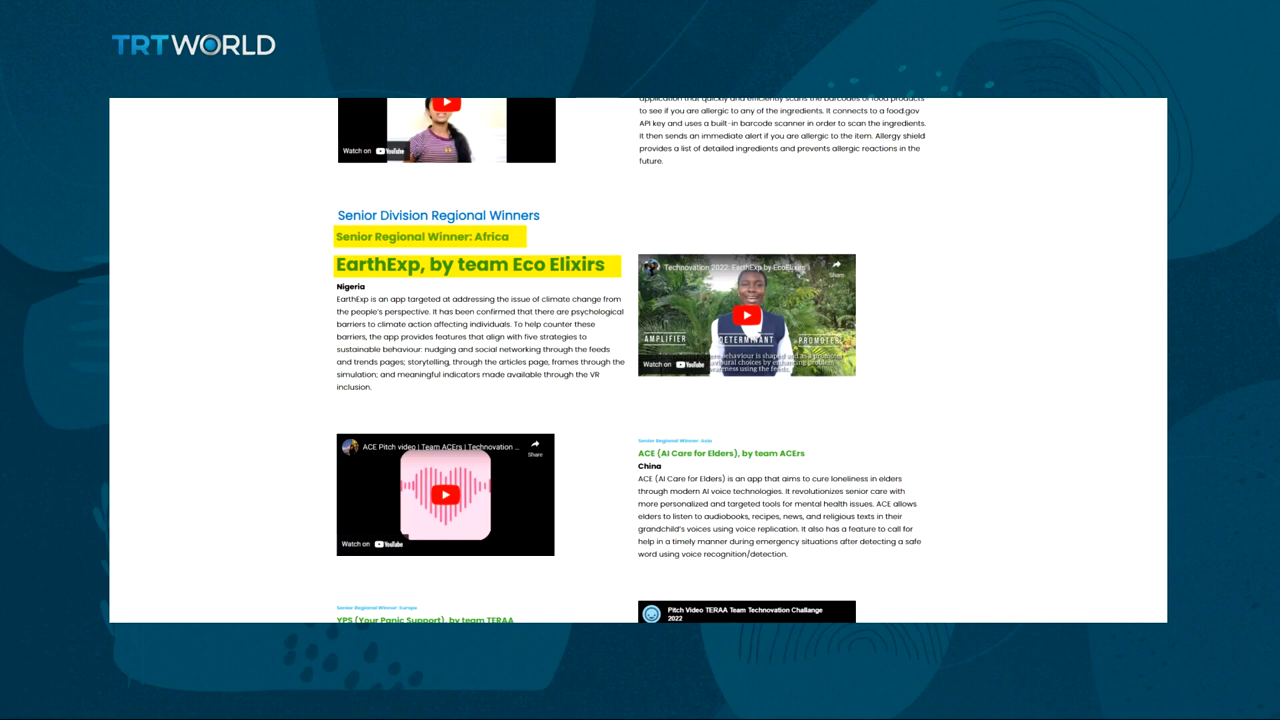 TRT WORLD
Watch on YouTube
application that quickly and efficiently scans the barcodes of food products
to see if you are allergic to any of the ingredients. It connects to a food.gov
API key and uses a built-in barcode scanner in order to scan the ingredients.
It then sends an immediate alert if you are allergic to the item. Allergy shield
provides a list of detailed ingredients and prevents allergic reactions in the
future.
Senior Division Regional Winners
Senior Regional Winner: Africa
EarthExp, by team Eco Elixirs
Nigeria
EarthExp is an app targeted at addressing the issue of climate change from
the people's perspective. It has been confirmed that there are psychological
barriers to climate action affecting individuals. To help counter these
barriers, the app provides features that align with five strategies to
sustainable behaviour: nudging and social networking through the feeds
and trends pages; storytelling, through the articles page, frames through the
simulation; and meaningful indicators made available through the VR
inclusion.
Technovation 2022: EarthExp by EcoElixirs
Share
AMPLIFIER
DETERMINANT
PROMOTER
behaviour is shaped and as a promoter
choices by enhancing problem
using the feeds.
Watch on YouTube
ACE Pitch video | Team ACErs | Technovation ...
Share
Watch on YouTube
Senior Regional Winner: Asia
ACE (AI Care for Elders), by team ACErs
China
ACE (AI Care for Elders) is an app that aims to cure loneliness in elders
through modern AI voice technologies. It revolutionizes senior care with
more personalized and targeted tools for mental health issues. ACE allows
elders to listen to audiobooks, recipes, news, and religious texts in their
grandchild's voices using voice replication. It also has a feature to call for
help in a timely manner during emergency situations after detecting a safe
word using voice recognition/detection.
Senior Regional Winner: Europe
YPS (Your Panic Support), by team TERAA
Pitch Video TERAA Team Technovation Challange
2022